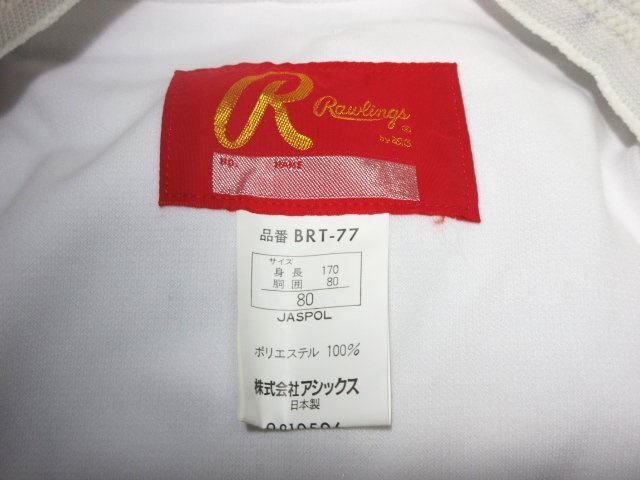 R Rawlings
®
by asics
NO. NAME
品番 BRT-77
サイズ
身長 170
胴囲 80
80
JASPOL
ポリエステル 100%
株式会社アシックス
日本製